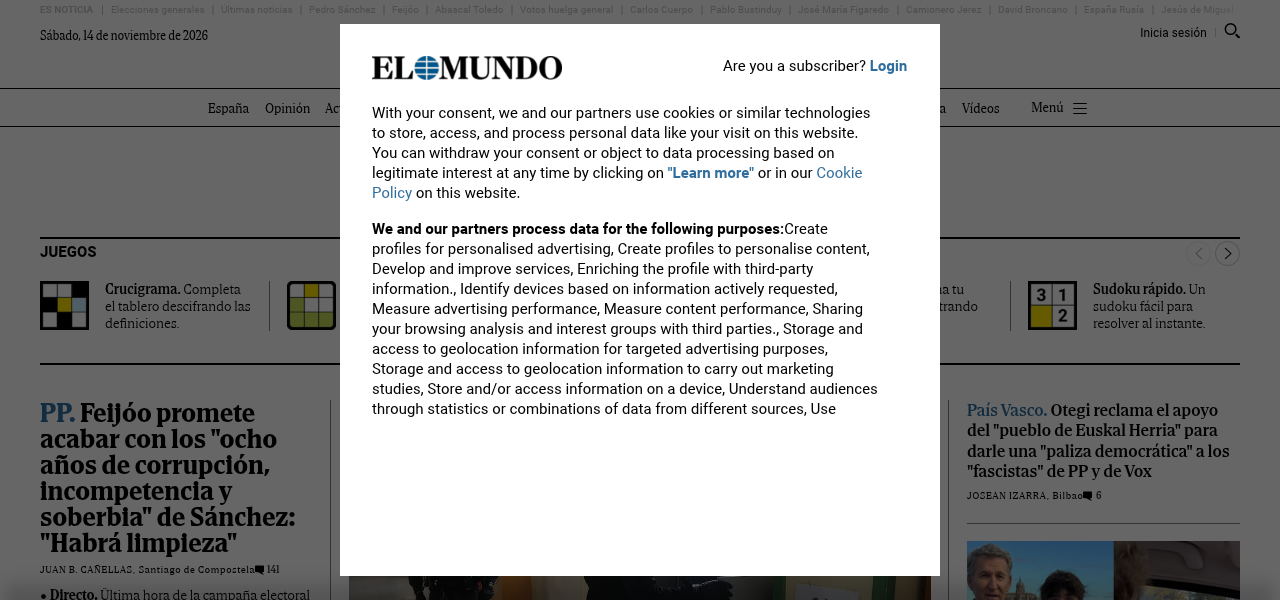 ES NOTICIA | Elecciones generales | Últimas noticias | Pedro Sánchez | Feijóo | Abascal Toledo | Votos huelga general | Carlos Cuerpo | Pablo Bustinduy | José María Figaredo | Camionero Jerez | David Broncano | España Rusia | Jesús de Miguel
Sábado, 14 de noviembre de 2026
Inicia sesión
España Opinión
Vídeos Menú
EL MUNDO
Are you a subscriber? Login
With your consent, we and our partners use cookies or similar technologies
to store, access, and process personal data like your visit on this website.
You can withdraw your consent or object to data processing based on
legitimate interest at any time by clicking on "Learn more" or in our Cookie
Policy on this website.
We and our partners process data for the following purposes:Create
profiles for personalised advertising, Create profiles to personalise content,
Develop and improve services, Enriching the profile with third-party
information., Identify devices based on information actively requested,
Measure advertising performance, Measure content performance, Sharing
your browsing analysis and interest groups with third parties., Storage and
access to geolocation information for targeted advertising purposes,
Storage and access to geolocation information to carry out marketing
studies, Store and/or access information on a device, Understand audiences
through statistics or combinations of data from different sources, Use
JUEGOS
Crucigrama. Completa
el tablero descifrando las
definiciones.
3 1
2
Sudoku rápido. Un
sudoku fácil para
resolver al instante.
PP. Feijóo promete
acabar con los "ocho
años de corrupción,
incompetencia y
soberbia" de Sánchez:
"Habrá limpieza"
JUAN B. CAÑELLAS, Santiago de Compostela 141
• Directo. Última hora de la campaña electoral
País Vasco. Otegi reclama el apoyo
del "pueblo de Euskal Herria" para
darle una "paliza democrática" a los
"fascistas" de PP y de Vox
JOSEAN IZARRA, Bilbao 6